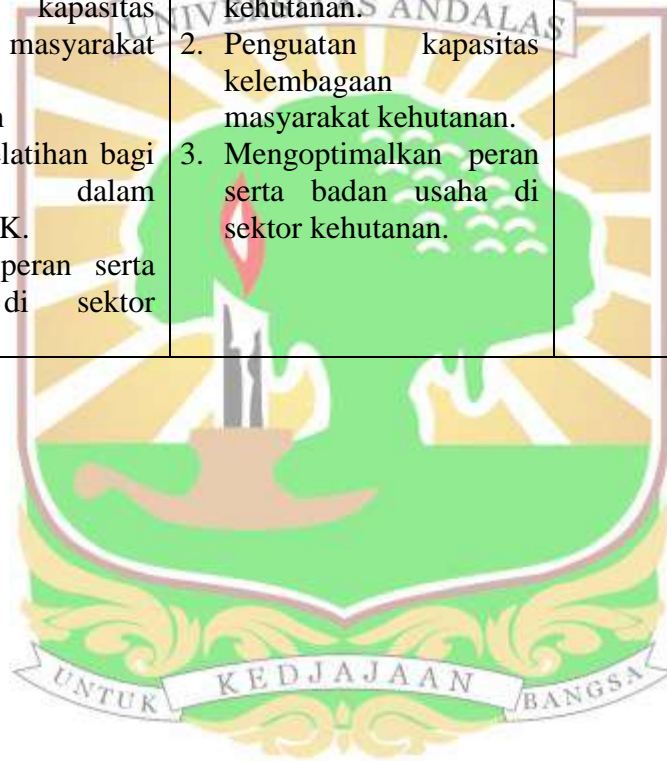 kapasitas
masyarakat
n
elatihan bagi
dalam
K.
peran serta
di sektor
kehutanan.
2. Penguatan kapasitas
kelembagaan
masyarakat kehutanan.
3. Mengoptimalkan peran
serta badan usaha di
sektor kehutanan.
UNIVERSITAS ANDALAS
UNTUK KEDJAJAAN BANGSA